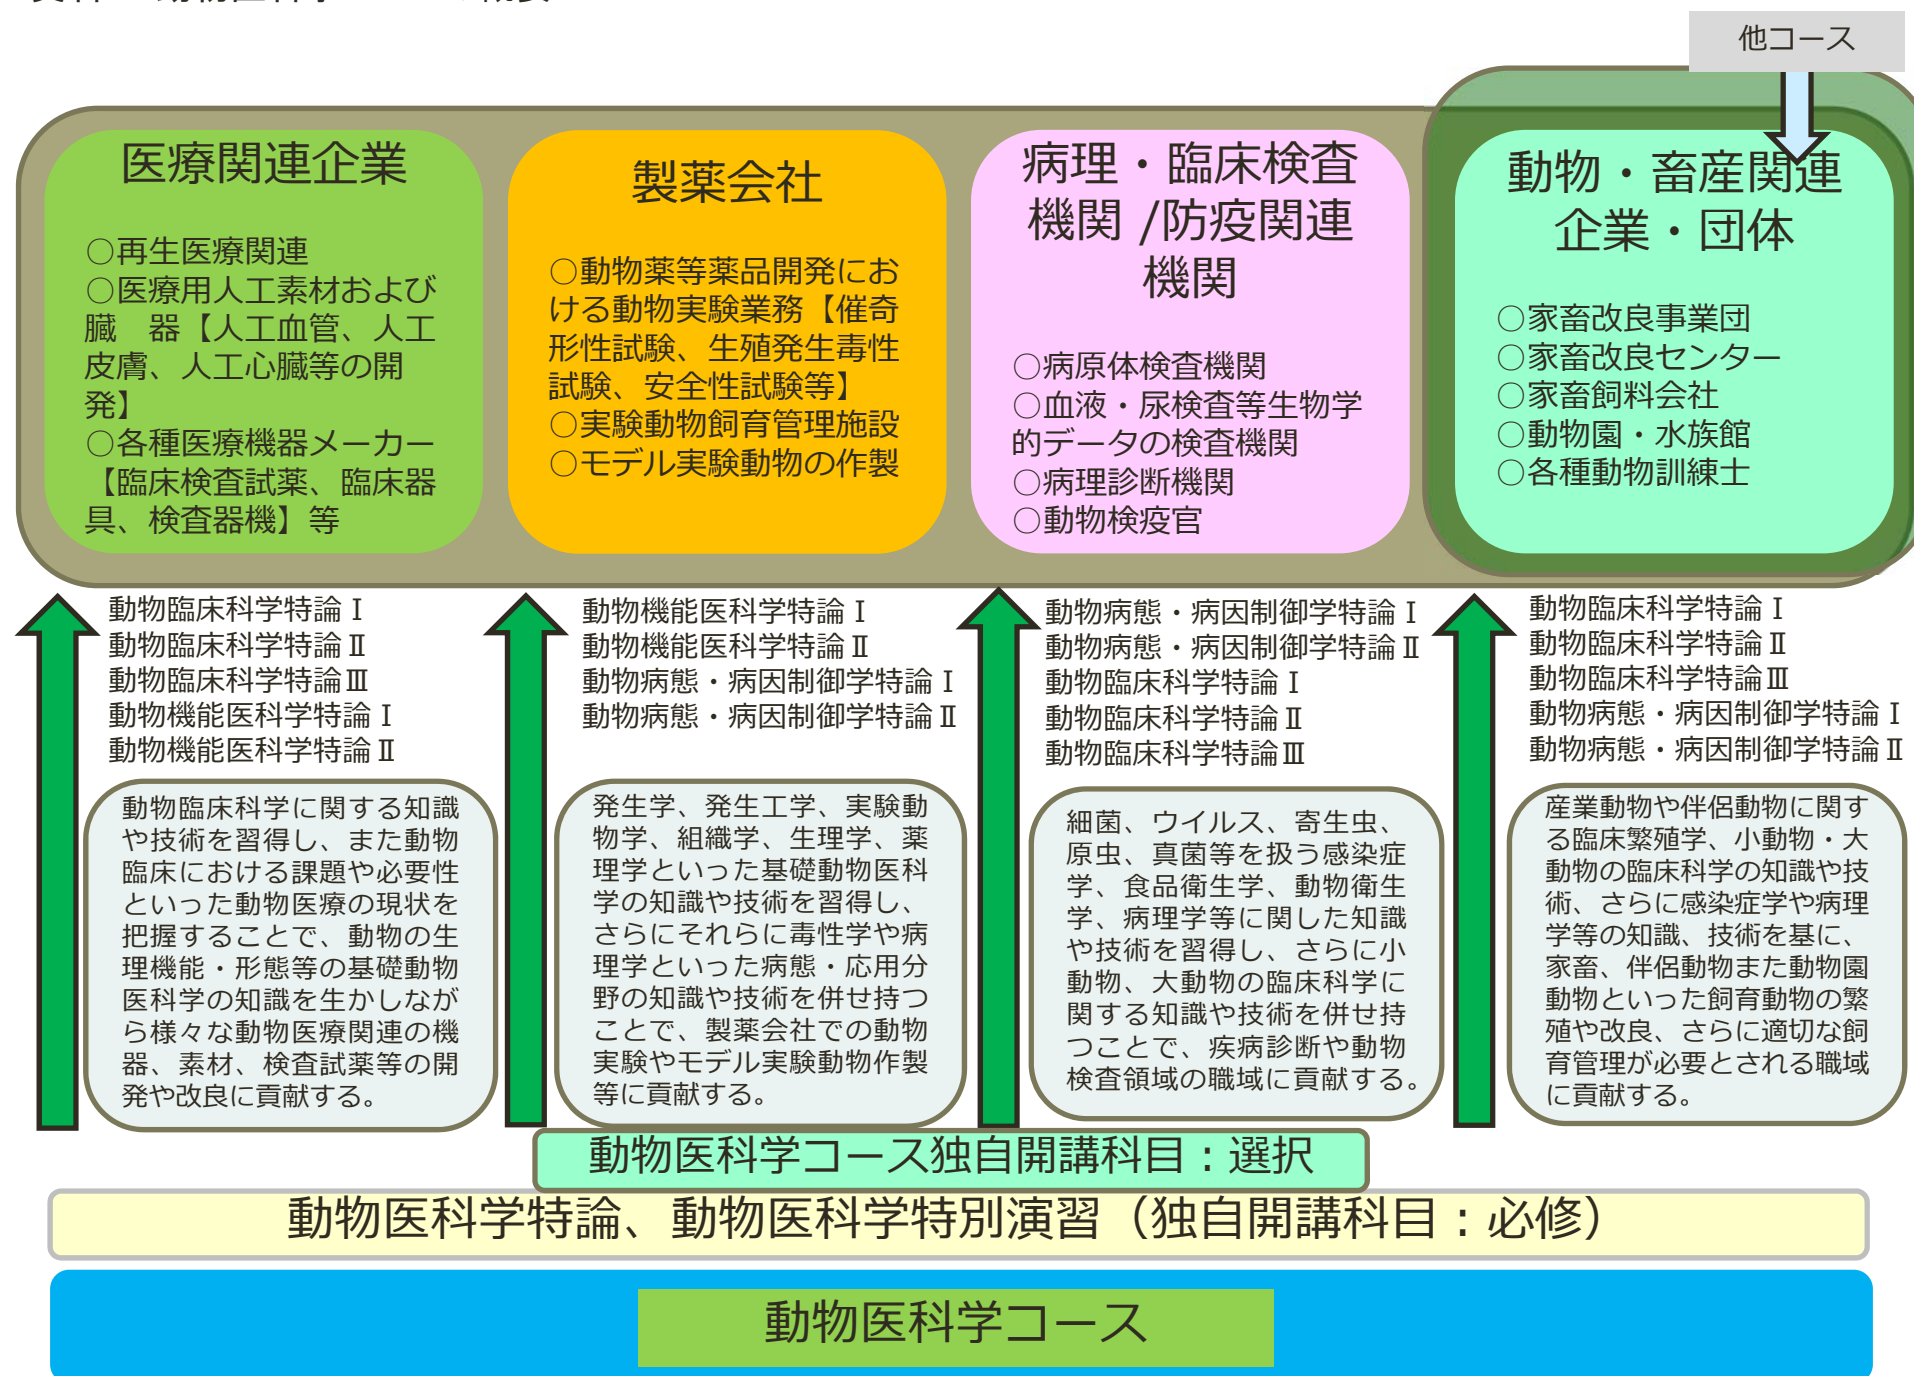 他コース
医療関連企業
○再生医療関連
○医療用人工素材および
臓　器【人工血管、人工
皮膚、人工心臓等の開
発】
○各種医療機器メーカー
【臨床検査試薬、臨床器
具、検査器機】等
製薬会社
○動物薬等薬品開発にお
ける動物実験業務【催奇
形性試験、生殖発生毒性
試験、安全性試験等】
○実験動物飼育管理施設
○モデル実験動物の作製
病理・臨床検査
機関 /防疫関連
機関
○病原体検査機関
○血液・尿検査等生物学
的データの検査機関
○病理診断機関
○動物検疫官
動物・畜産関連
企業・団体
○家畜改良事業団
○家畜改良センター
○家畜飼料会社
○動物園・水族館
○各種動物訓練士
動物臨床科学特論Ⅰ
動物臨床科学特論Ⅱ
動物臨床科学特論Ⅲ
動物機能医科学特論Ⅰ
動物機能医科学特論Ⅱ
動物機能医科学特論Ⅰ
動物機能医科学特論Ⅱ
動物病態・病因制御学特論Ⅰ
動物病態・病因制御学特論Ⅱ
動物病態・病因制御学特論Ⅰ
動物病態・病因制御学特論Ⅱ
動物臨床科学特論Ⅰ
動物臨床科学特論Ⅱ
動物臨床科学特論Ⅲ
動物臨床科学特論Ⅰ
動物臨床科学特論Ⅱ
動物臨床科学特論Ⅲ
動物病態・病因制御学特論Ⅰ
動物病態・病因制御学特論Ⅱ
動物臨床科学に関する知識
や技術を習得し、また動物
臨床における課題や必要性
といった動物医療の現状を
把握することで、動物の生
理機能・形態等の基礎動物
医科学の知識を生かしなが
ら様々な動物医療関連の機
器、素材、検査試薬等の開
発や改良に貢献する。
発生学、発生工学、実験動
物学、組織学、生理学、薬
理学といった基礎動物医科
学の知識や技術を習得し、
さらにそれらに毒性学や病
理学といった病態・応用分
野の知識や技術を併せ持つ
ことで、製薬会社での動物
実験やモデル実験動物作製
等に貢献する。
細菌、ウイルス、寄生虫、
原虫、真菌等を扱う感染症
学、食品衛生学、動物衛生
学、病理学等に関した知識
や技術を習得し、さらに小
動物、大動物の臨床科学に
関する知識や技術を併せ持
つことで、疾病診断や動物
検査領域の職域に貢献する。
産業動物や伴侶動物に関す
る臨床繁殖学、小動物・大
動物の臨床科学の知識や技
術、さらに感染症学や病理
学等の知識、技術を基に、
家畜、伴侶動物また動物園
動物といった飼育動物の繁
殖や改良、さらに適切な飼
育管理が必要とされる職域
に貢献する。
動物医科学コース独自開講科目：選択
動物医科学特論、動物医科学特別演習（独自開講科目：必修）
動物医科学コース